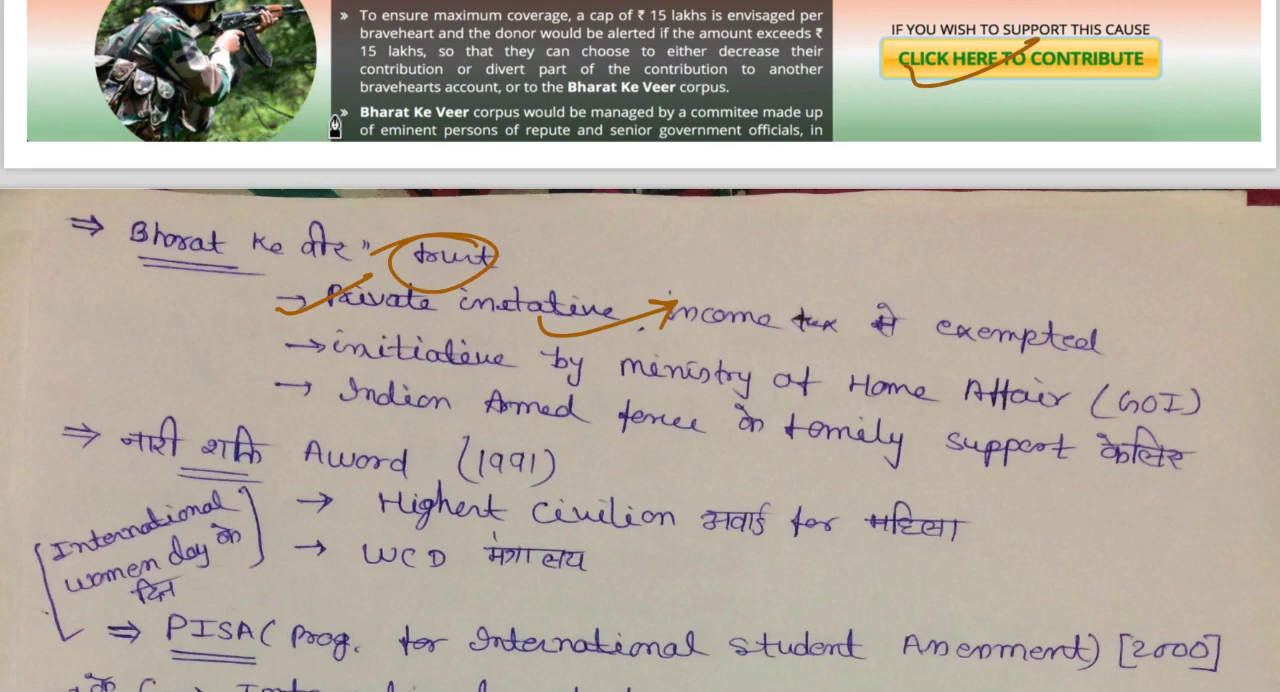 » To ensure maximum coverage, a cap of ₹ 15 lakhs is envisaged per
braveheart and the donor would be alerted if the amount exceeds ₹
15 lakhs, so that they can choose to either decrease their
contribution or divert part of the contribution to another
bravehearts account, or to the Bharat Ke Veer corpus.
» Bharat Ke Veer corpus would be managed by a commitee made up
of eminent persons of repute and senior government officials, in
IF YOU WISH TO SUPPORT THIS CAUSE
CLICK HERE TO CONTRIBUTE
⇒ Bharat Ke वीर"
→ Private inetative income tax से exempted
→ initiative by ministry of Home Affair (GOI)
→ Indian Armed force के family support केलिए
⇒ नारी शक्ति Aword (1991)
→ Highest Civilion अवार्ड for महिला
[International
women day के
दिन]
→ WCD मंत्रालय
⇒ PISA ( Prog. for International Student Assesment) [2000]